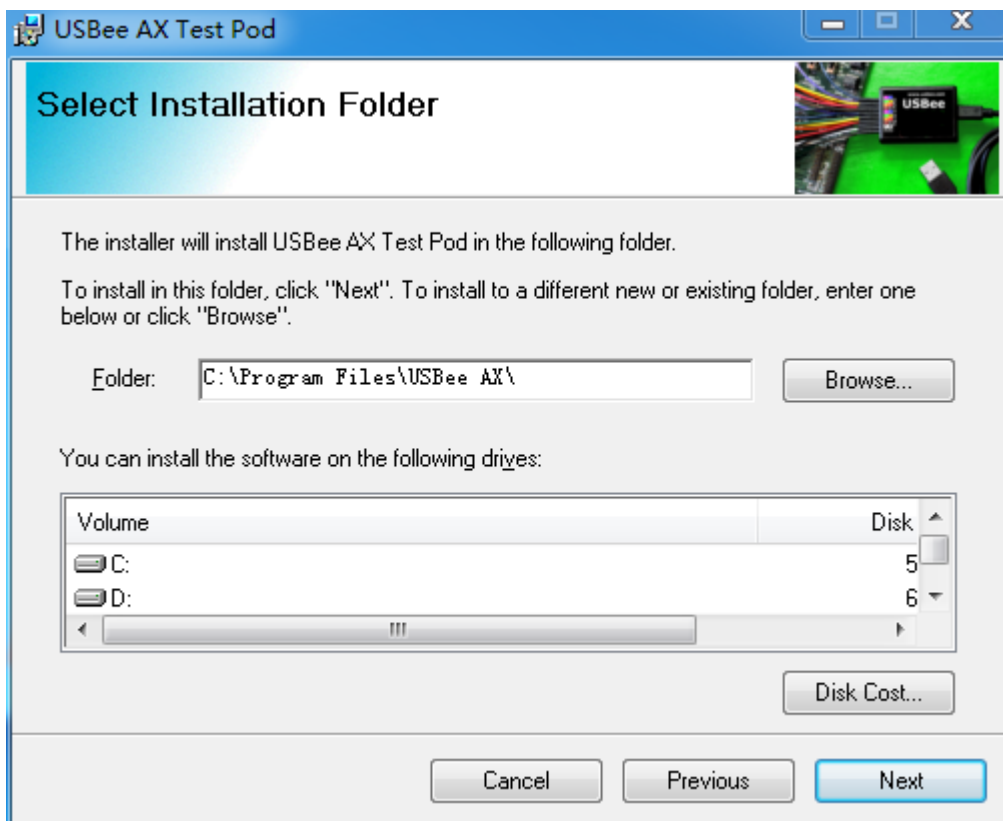 USBee AX Test Pod
Select Installation Folder
USBee
The installer will install USBee AX Test Pod in the following folder.
To install in this folder, click "Next". To install to a different new or existing folder, enter one
below or click "Browse".
Folder: C:\Program Files\USBee AX\ Browse...
You can install the software on the following drives:
Volume Disk
C: 5
D: 6
Disk Cost...
Cancel Previous Next